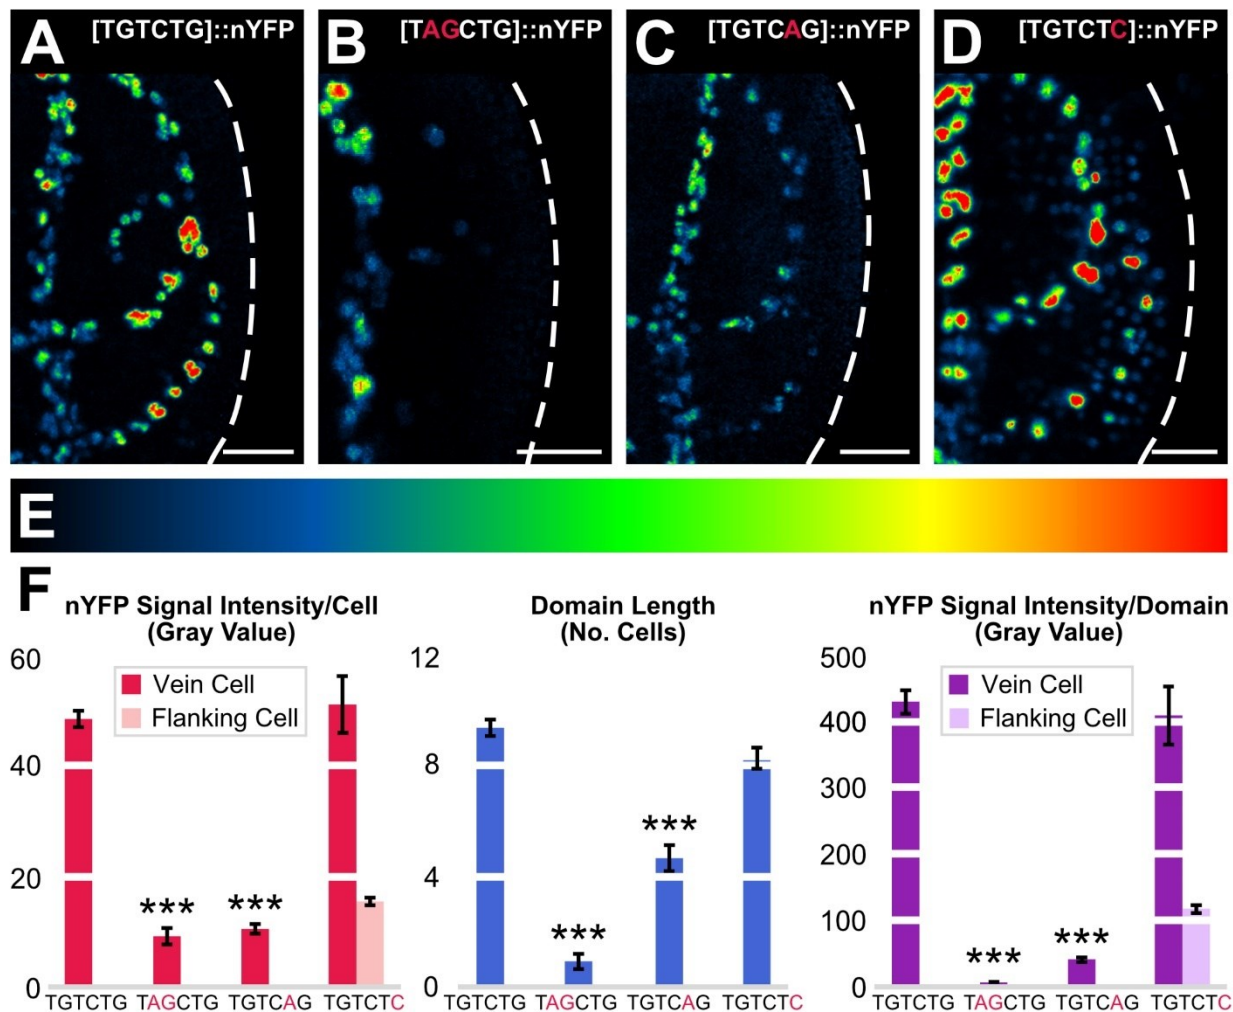 A [TGTCTG]::nYFP
B [TAGCTG]::nYFP
C [TGTCAG]::nYFP
D [TGTCTC]::nYFP
E
F
nYFP Signal Intensity/Cell
(Gray Value)
60
40
20
0
Vein Cell
Flanking Cell
***
***
TGTCTG TAGCTG TGTCAG TGTCTC
Domain Length
(No. Cells)
12
8
4
0
***
***
TGTCTG TAGCTG TGTCAG TGTCTC
nYFP Signal Intensity/Domain
(Gray Value)
500
400
300
200
100
0
Vein Cell
Flanking Cell
***
***
TGTCTG TAGCTG TGTCAG TGTCTC